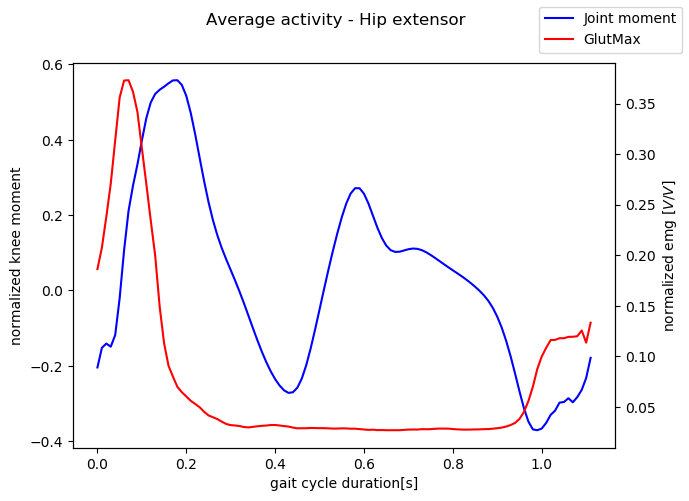 Average activity - Hip extensor
Joint moment
GlutMax
0.6
0.4
0.2
0.0
−0.2
−0.4
normalized knee moment
0.35
0.30
0.25
0.20
0.15
0.10
0.05
normalized emg [V/V]
0.0 0.2 0.4 0.6 0.8 1.0
gait cycle duration[s]